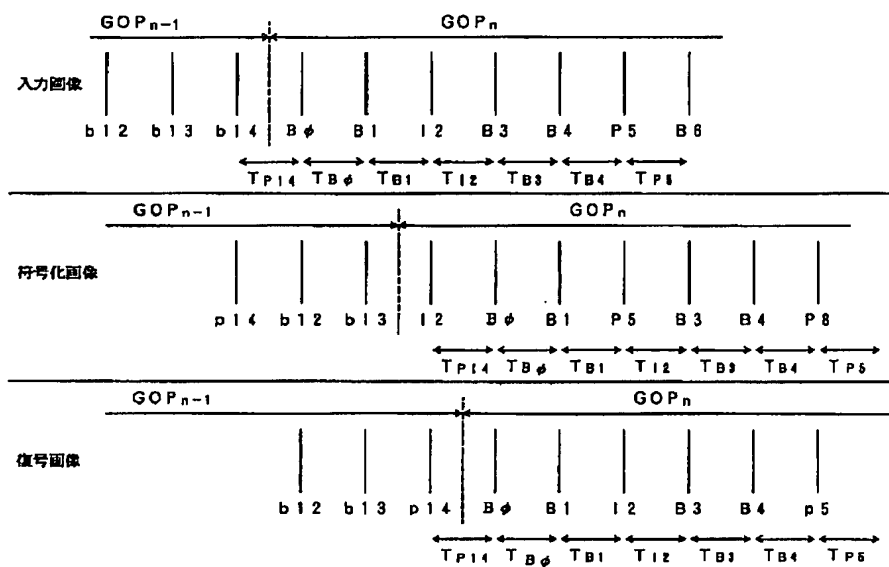 GOPn-1 GOPn
入力画像
b12 b13 b14 Bφ B1 I2 B3 B4 P5 B6
TP14 TBφ TB1 TI2 TB3 TB4 TP5
GOPn-1 GOPn
符号化画像
p14 b12 b13 I2 Bφ B1 P5 B3 B4 P8
TP14 TBφ TB1 TI2 TB3 TB4 TP5
GOPn-1 GOPn
復号画像
b12 b13 p14 Bφ B1 I2 B3 B4 p5
TP14 TBφ TB1 TI2 TB3 TB4 TP5